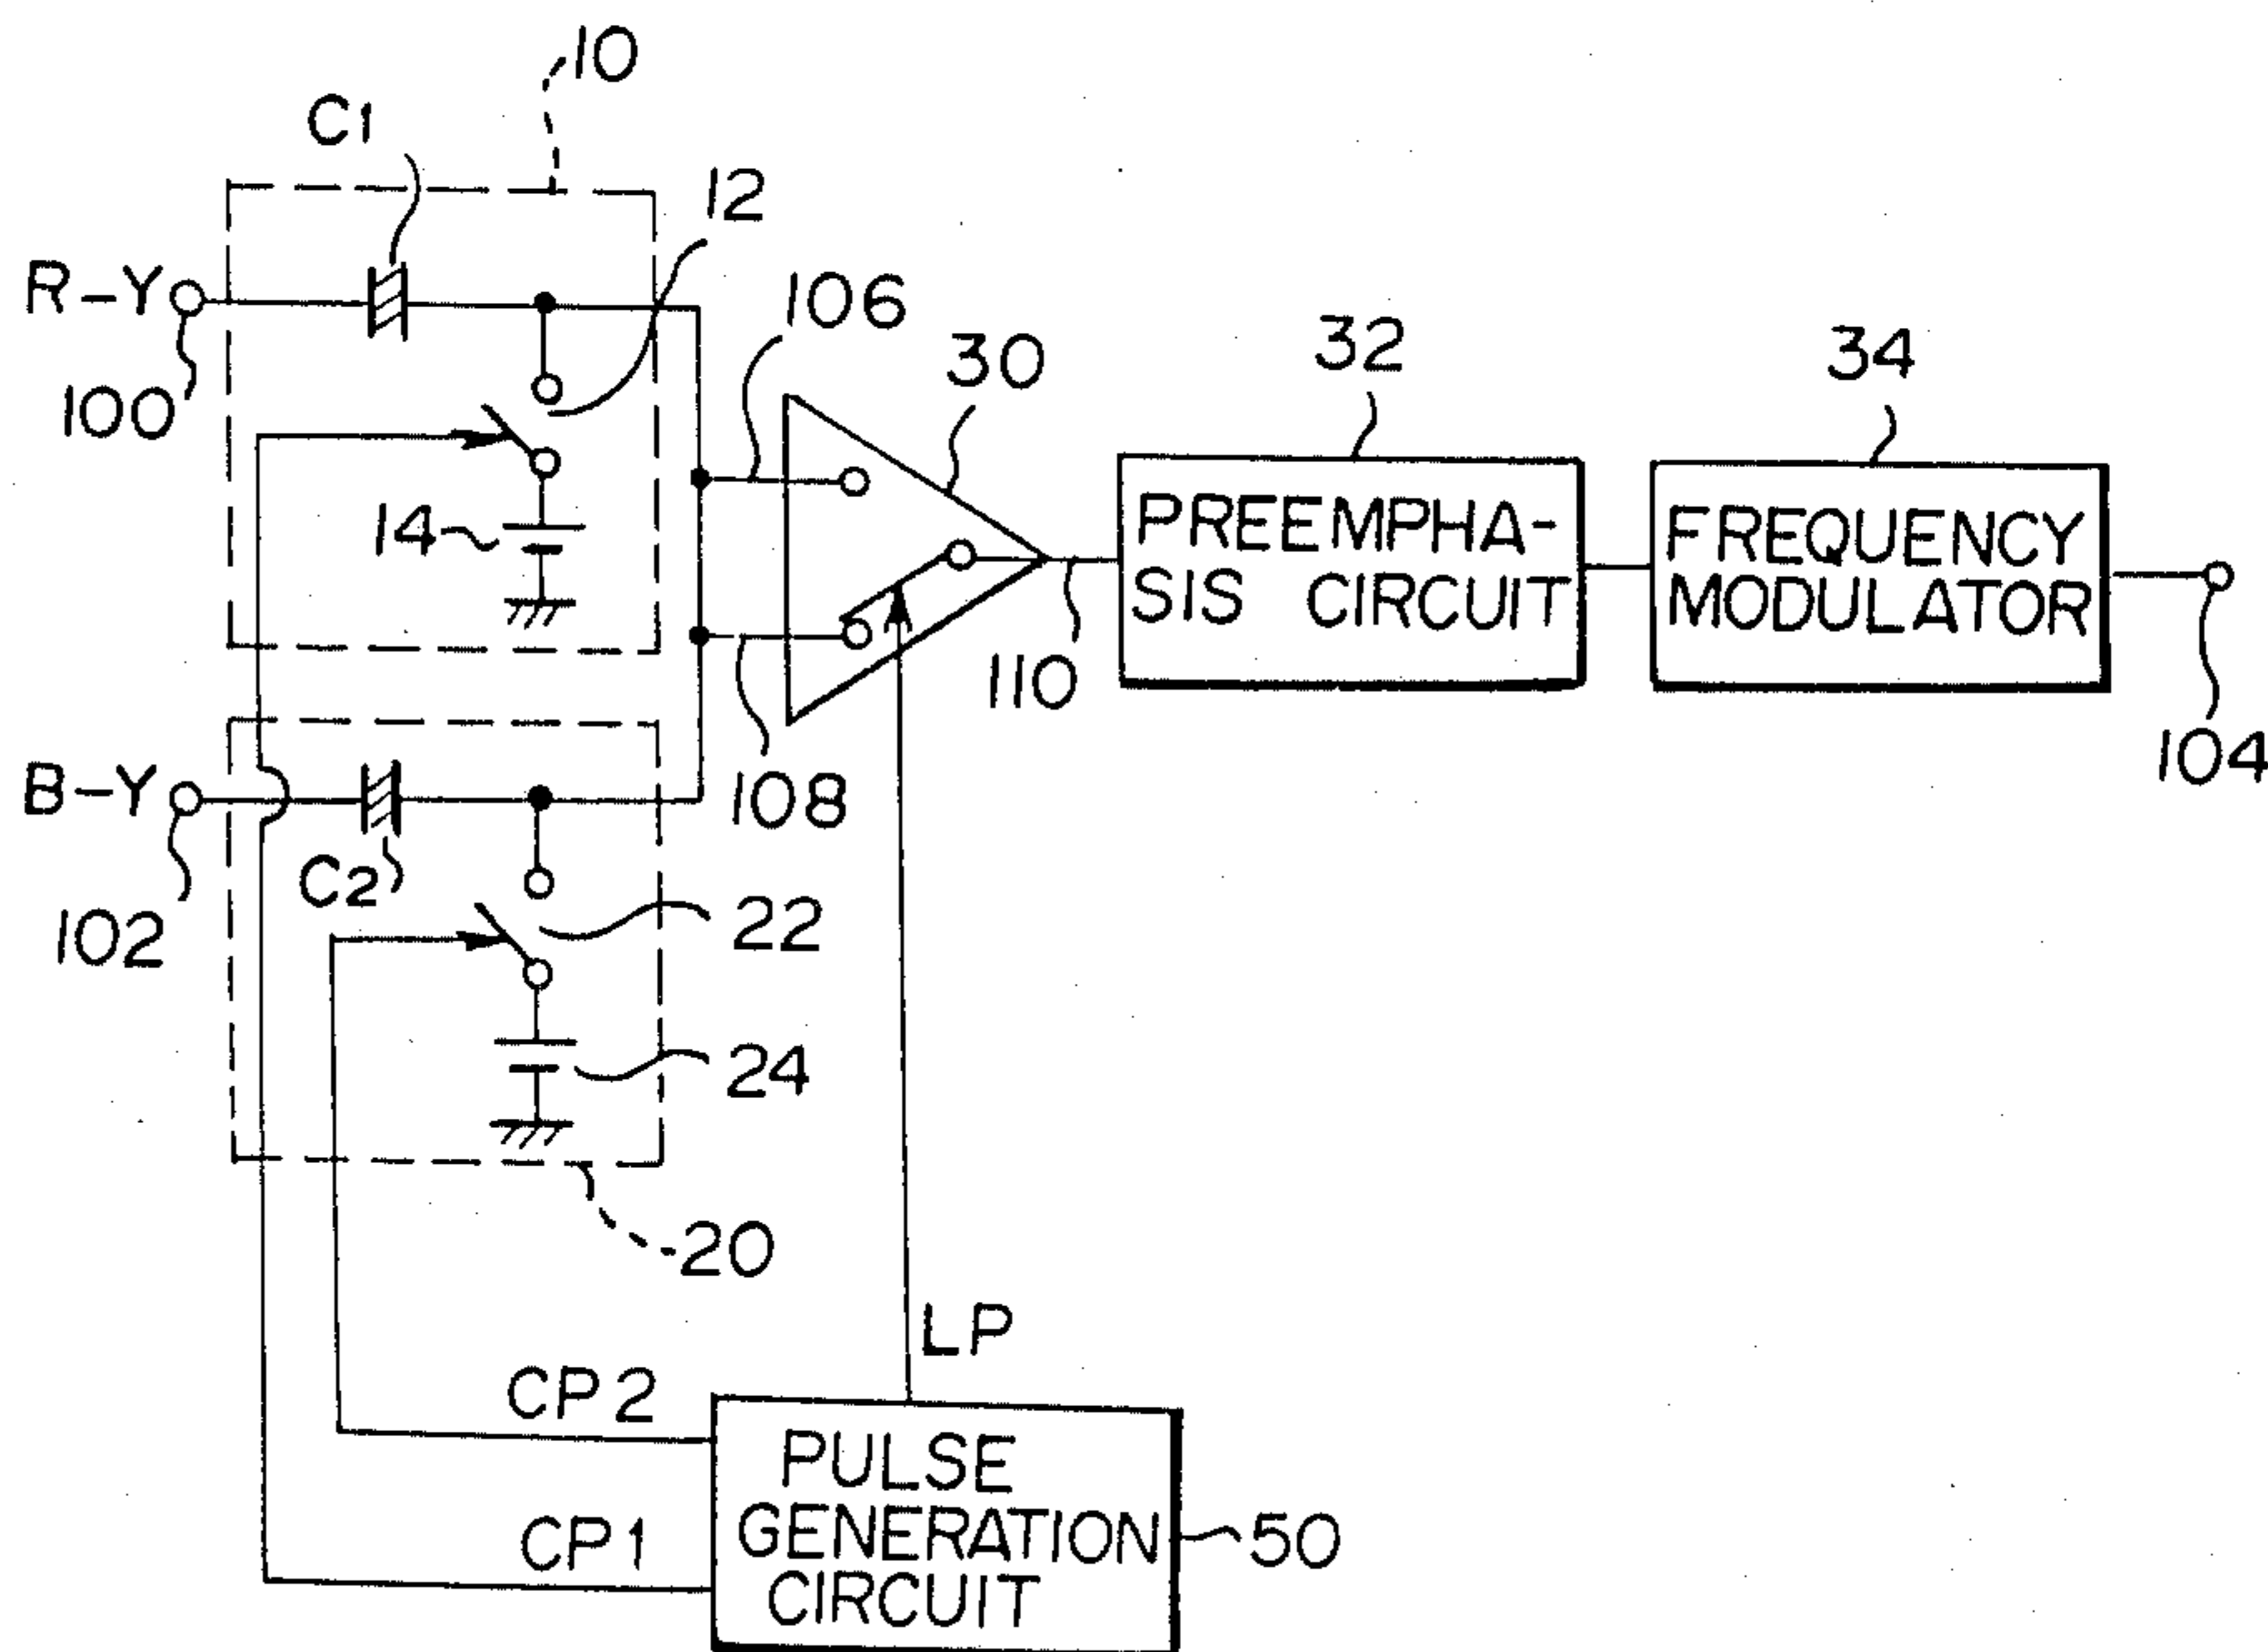 10
C1
12
R-Y
100
106
30
32
34
14
PREEMPHA-
SIS CIRCUIT
FREQUENCY
MODULATOR
110
104
B-Y
108
102
C2
22
24
20
LP
CP2
CP1
PULSE
GENERATION
CIRCUIT
50